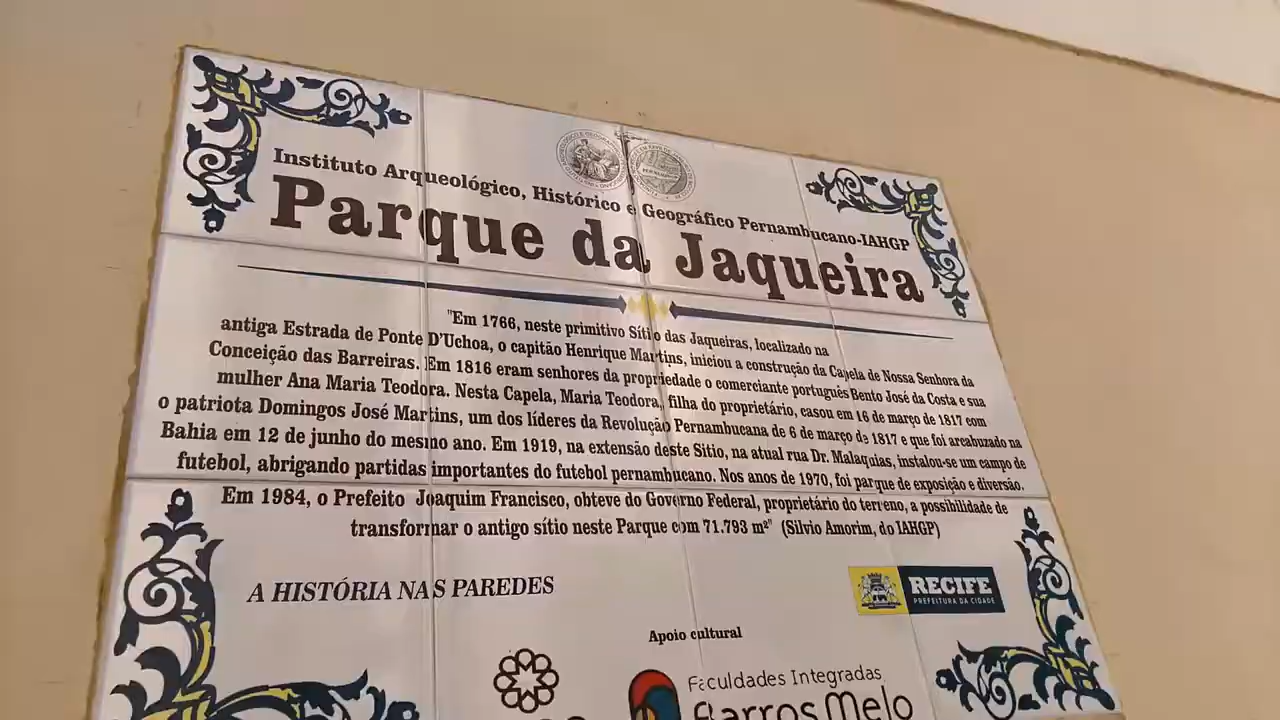 Instituto Arqueológico, Histórico e Geográfico Pernambucano-IAHGP
Parque da Jaqueira
"Em 1766, neste primitivo Sítio das Jaqueiras, localizado na
antiga Estrada de Ponte D'Uchoa, o capitão Henrique Martins, iniciou a construção da Capela de Nossa Senhora da
Conceição das Barreiras. Em 1816 eram senhores da propriedade o comerciante português Bento José da Costa e sua
mulher Ana Maria Teodora. Nesta Capela, Maria Teodora, filha do proprietário, casou em 16 de março de 1817 com
o patriota Domingos José Martins, um dos líderes da Revolução Pernambucana de 6 de março de 1817 e que foi arcabuzado na
Bahia em 12 de junho do mesmo ano. Em 1919, na extensão deste Sitio, na atual rua Dr. Malaquias, instalou-se um campo de
futebol, abrigando partidas importantes do futebol pernambucano. Nos anos de 1970, foi parque de exposição e diversão.
Em 1984, o Prefeito Joaquim Francisco, obteve do Governo Federal, proprietário do terreno, a possibilidade de
transformar o antigo sítio neste Parque com 71.793 m²" (Silvio Amorim, do IAHGP)
A HISTÓRIA NAS PAREDES
RECIFE
PREFEITURA DA CIDADE
Apoio cultural
Faculdades Integradas
Barros Melo